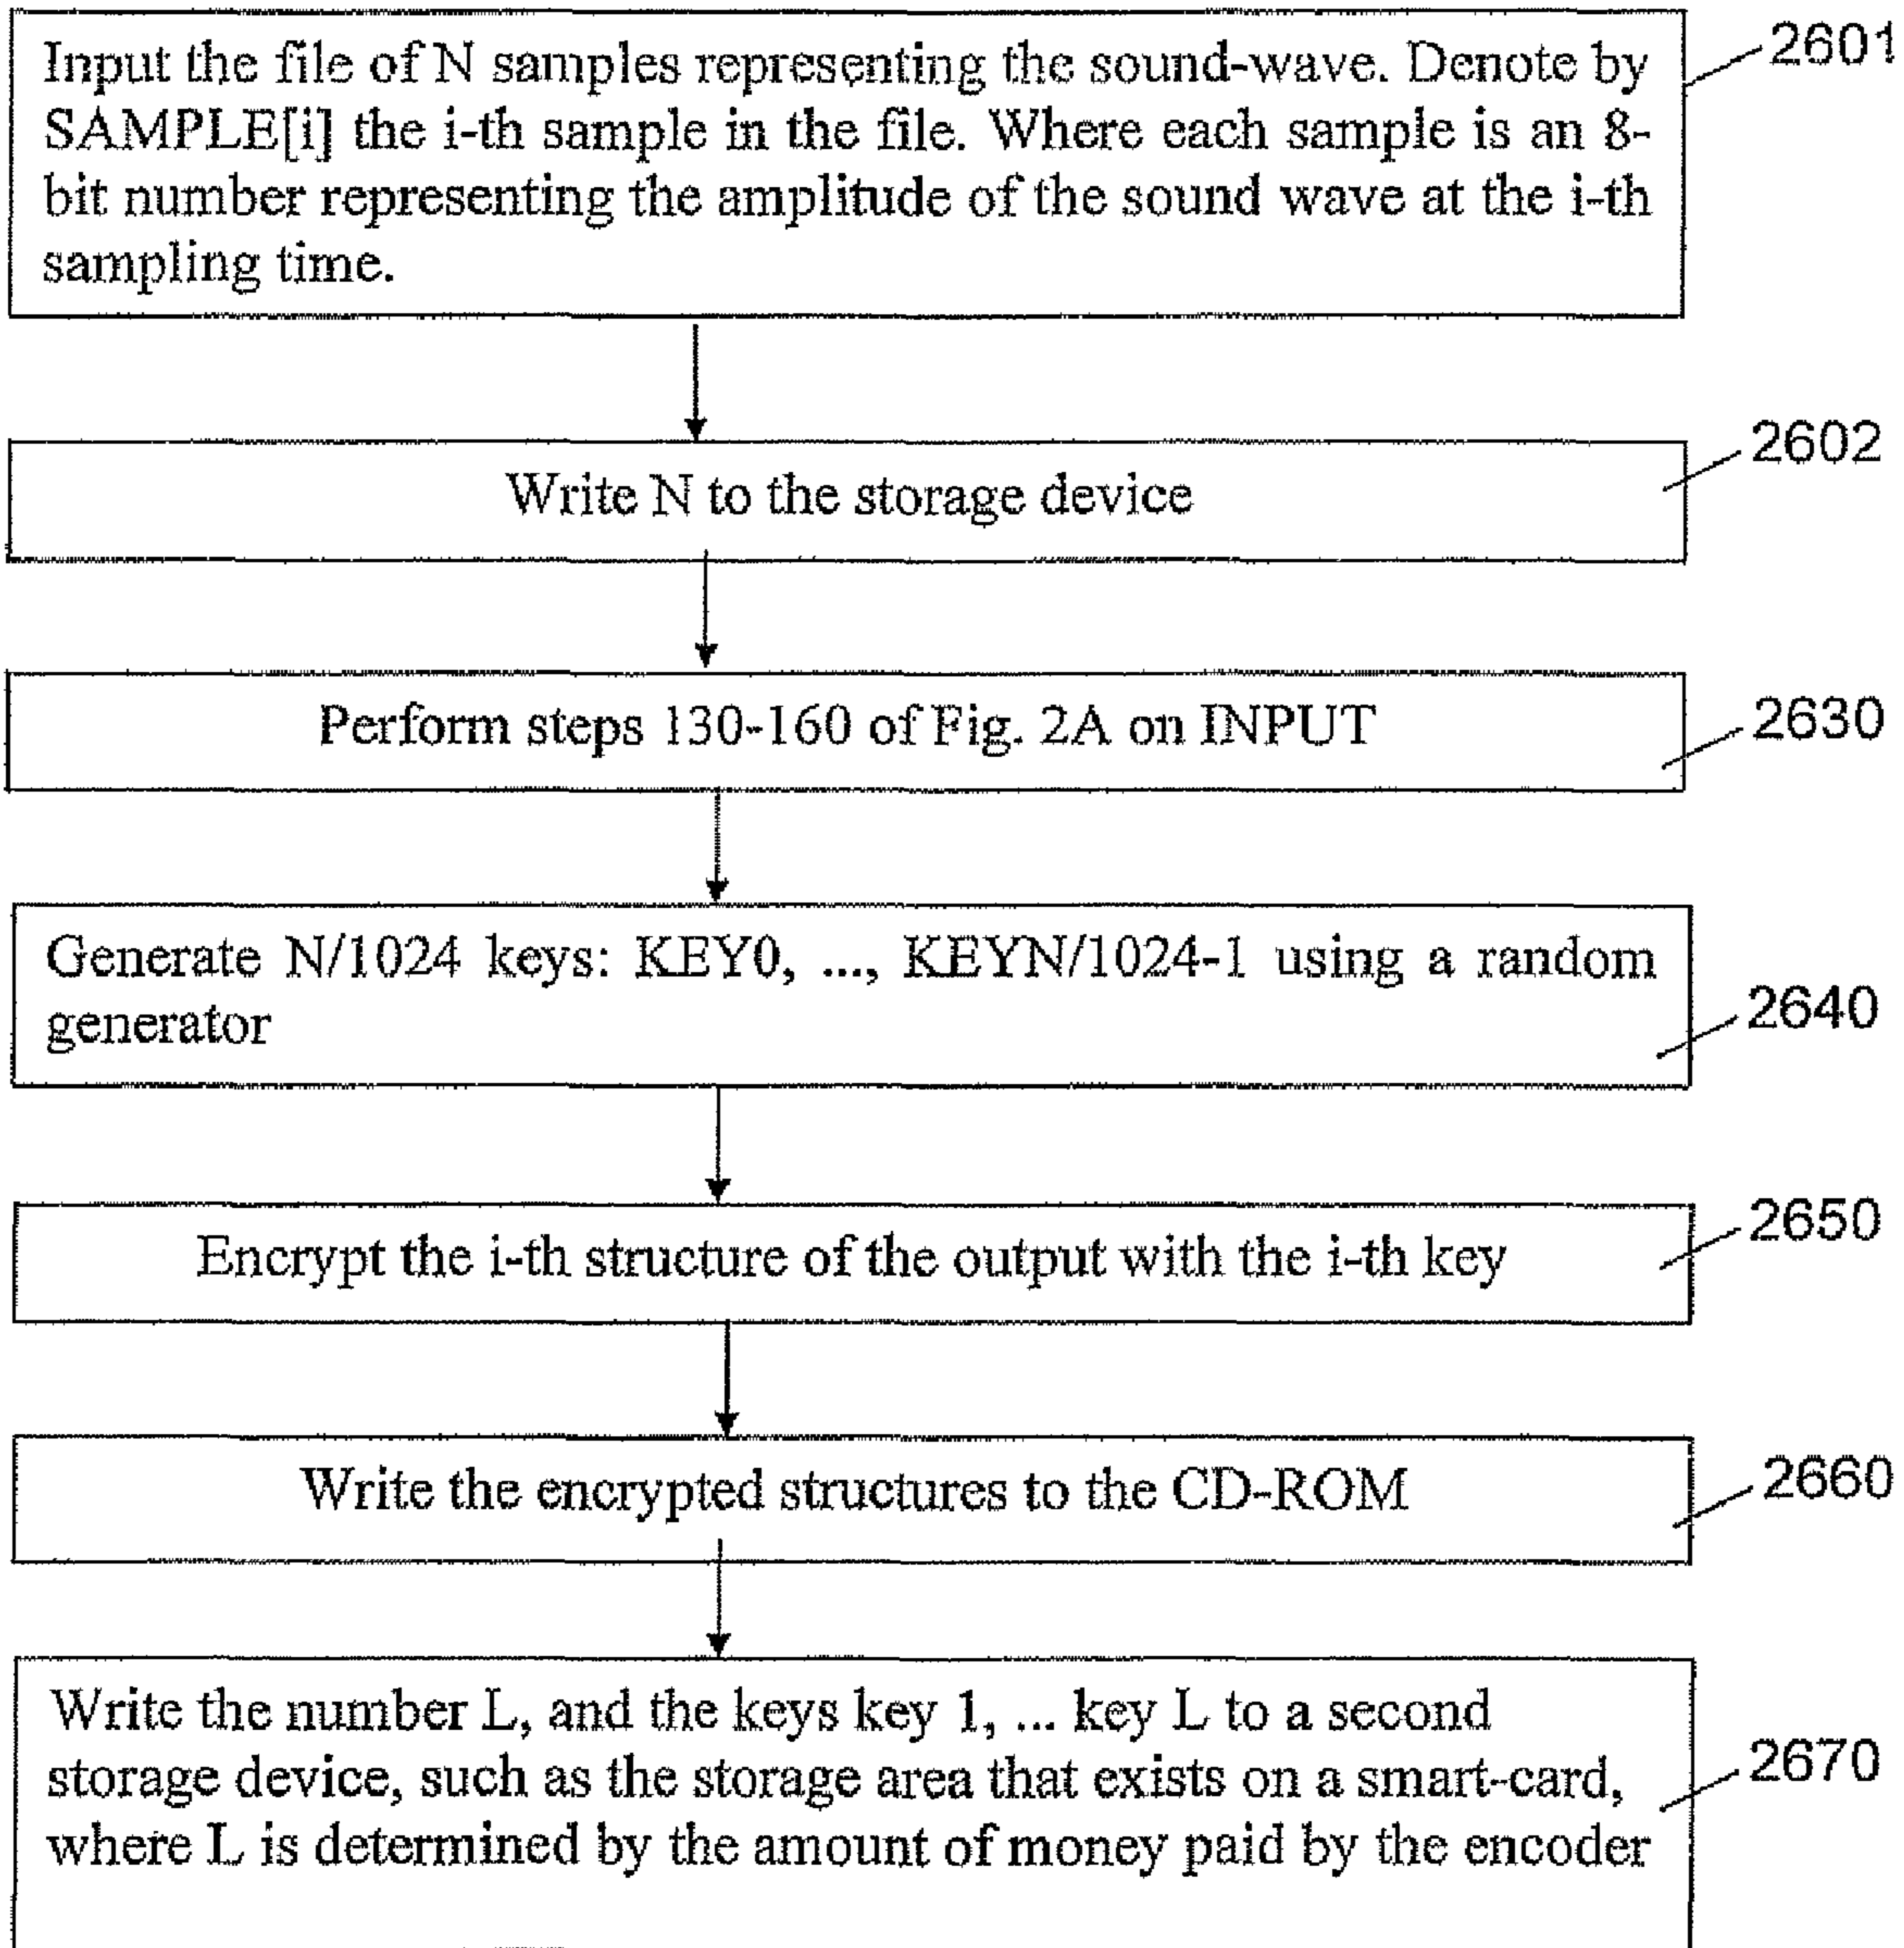 Input the file of N samples representing the sound-wave. Denote by
SAMPLE[i] the i-th sample in the file. Where each sample is an 8-
bit number representing the amplitude of the sound wave at the i-th
sampling time.
2601
Write N to the storage device
2602
Perform steps 130-160 of Fig. 2A on INPUT
2630
Generate N/1024 keys: KEY0, ..., KEYN/1024-1 using a random
generator
2640
Encrypt the i-th structure of the output with the i-th key
2650
Write the encrypted structures to the CD-ROM
2660
Write the number L, and the keys key 1, ... key L to a second
storage device, such as the storage area that exists on a smart-card,
where L is determined by the amount of money paid by the encoder
2670